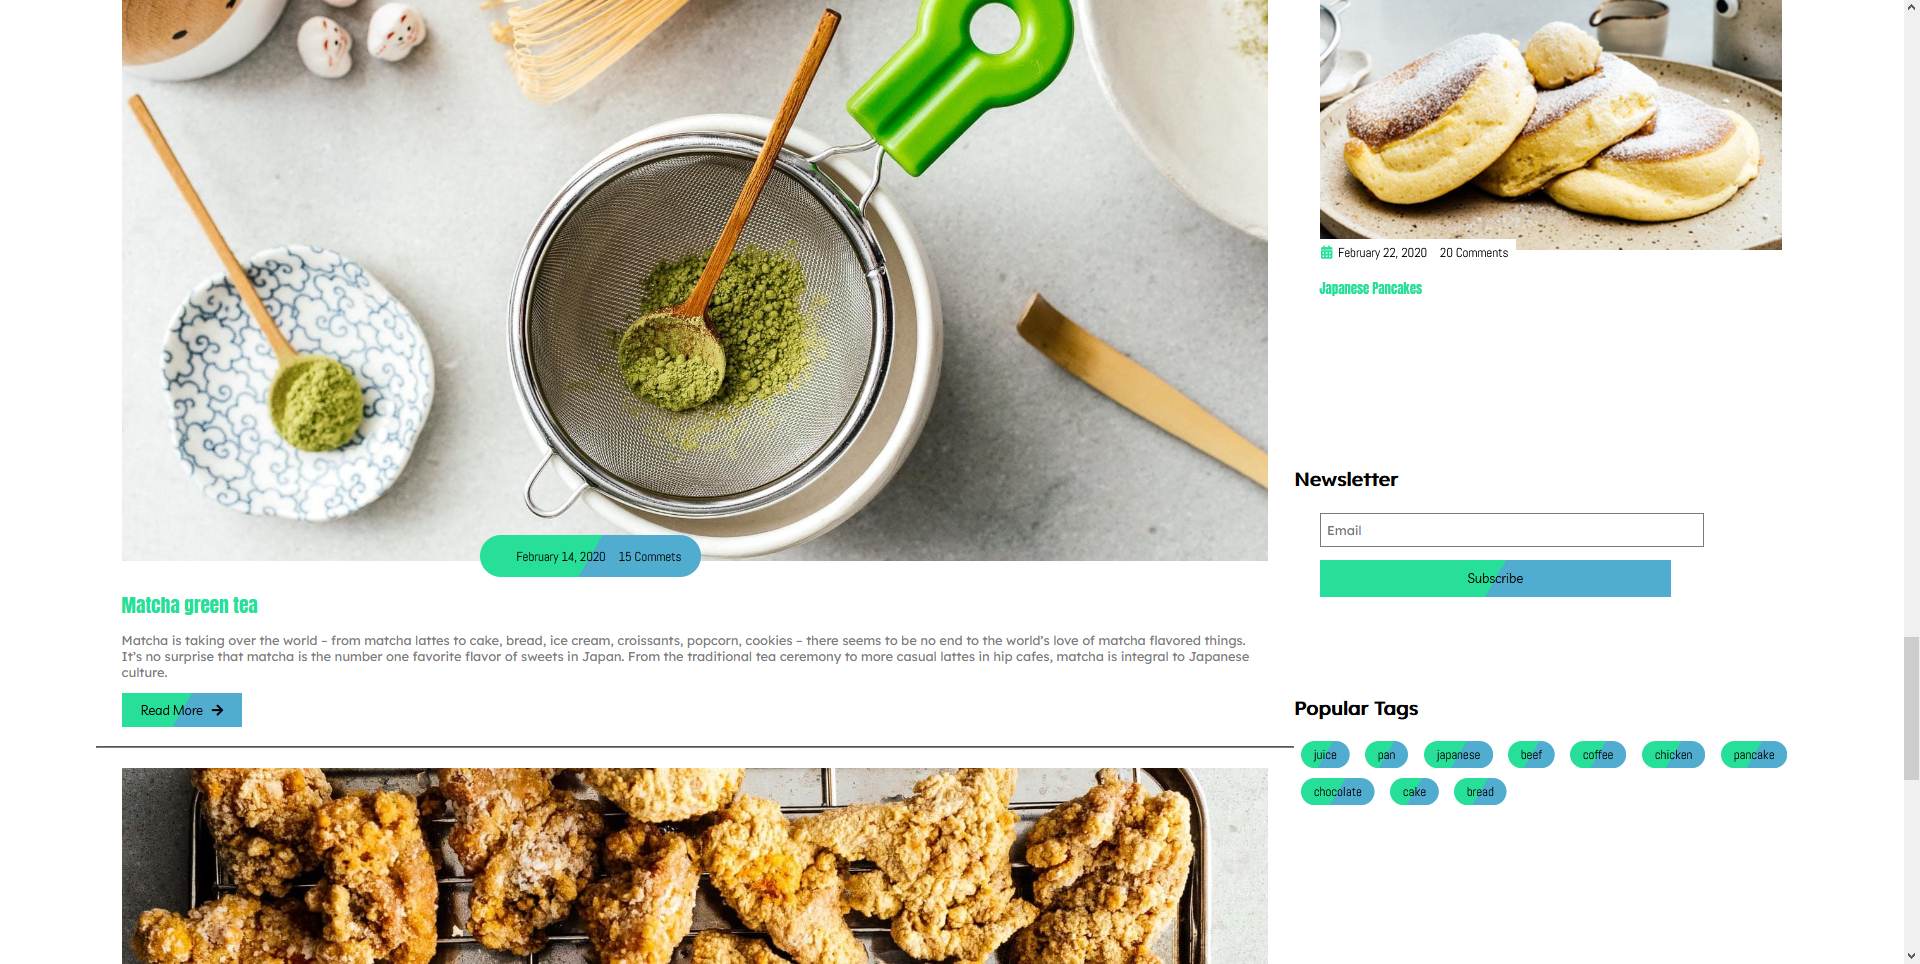 February 14, 2020 15 Commets
Matcha green tea
Matcha is taking over the world – from matcha lattes to cake, bread, ice cream, croissants, popcorn, cookies – there seems to be no end to the world's love of matcha flavored things.
It's no surprise that matcha is the number one favorite flavor of sweets in Japan. From the traditional tea ceremony to more casual lattes in hip cafes, matcha is integral to Japanese
culture.
Read More
February 22, 2020 20 Comments
Japanese Pancakes
Newsletter
Email
Subscribe
Popular Tags
juice pan japanese beef coffee chicken pancake
chocolate cake bread